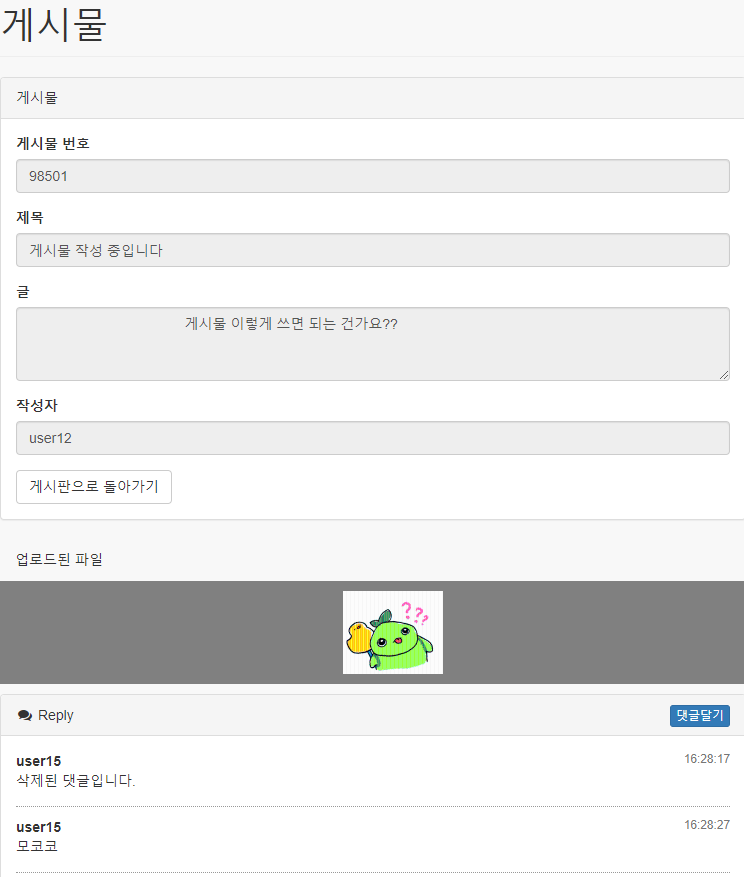 게시물
게시물
게시물 번호
98501
제목
게시물 작성 중입니다
글
게시물 이렇게 쓰면 되는 건가요??
작성자
user12
게시판으로 돌아가기
업로드된 파일
???
Reply
댓글달기
user15
16:28:17
삭제된 댓글입니다.
user15
16:28:27
모코코